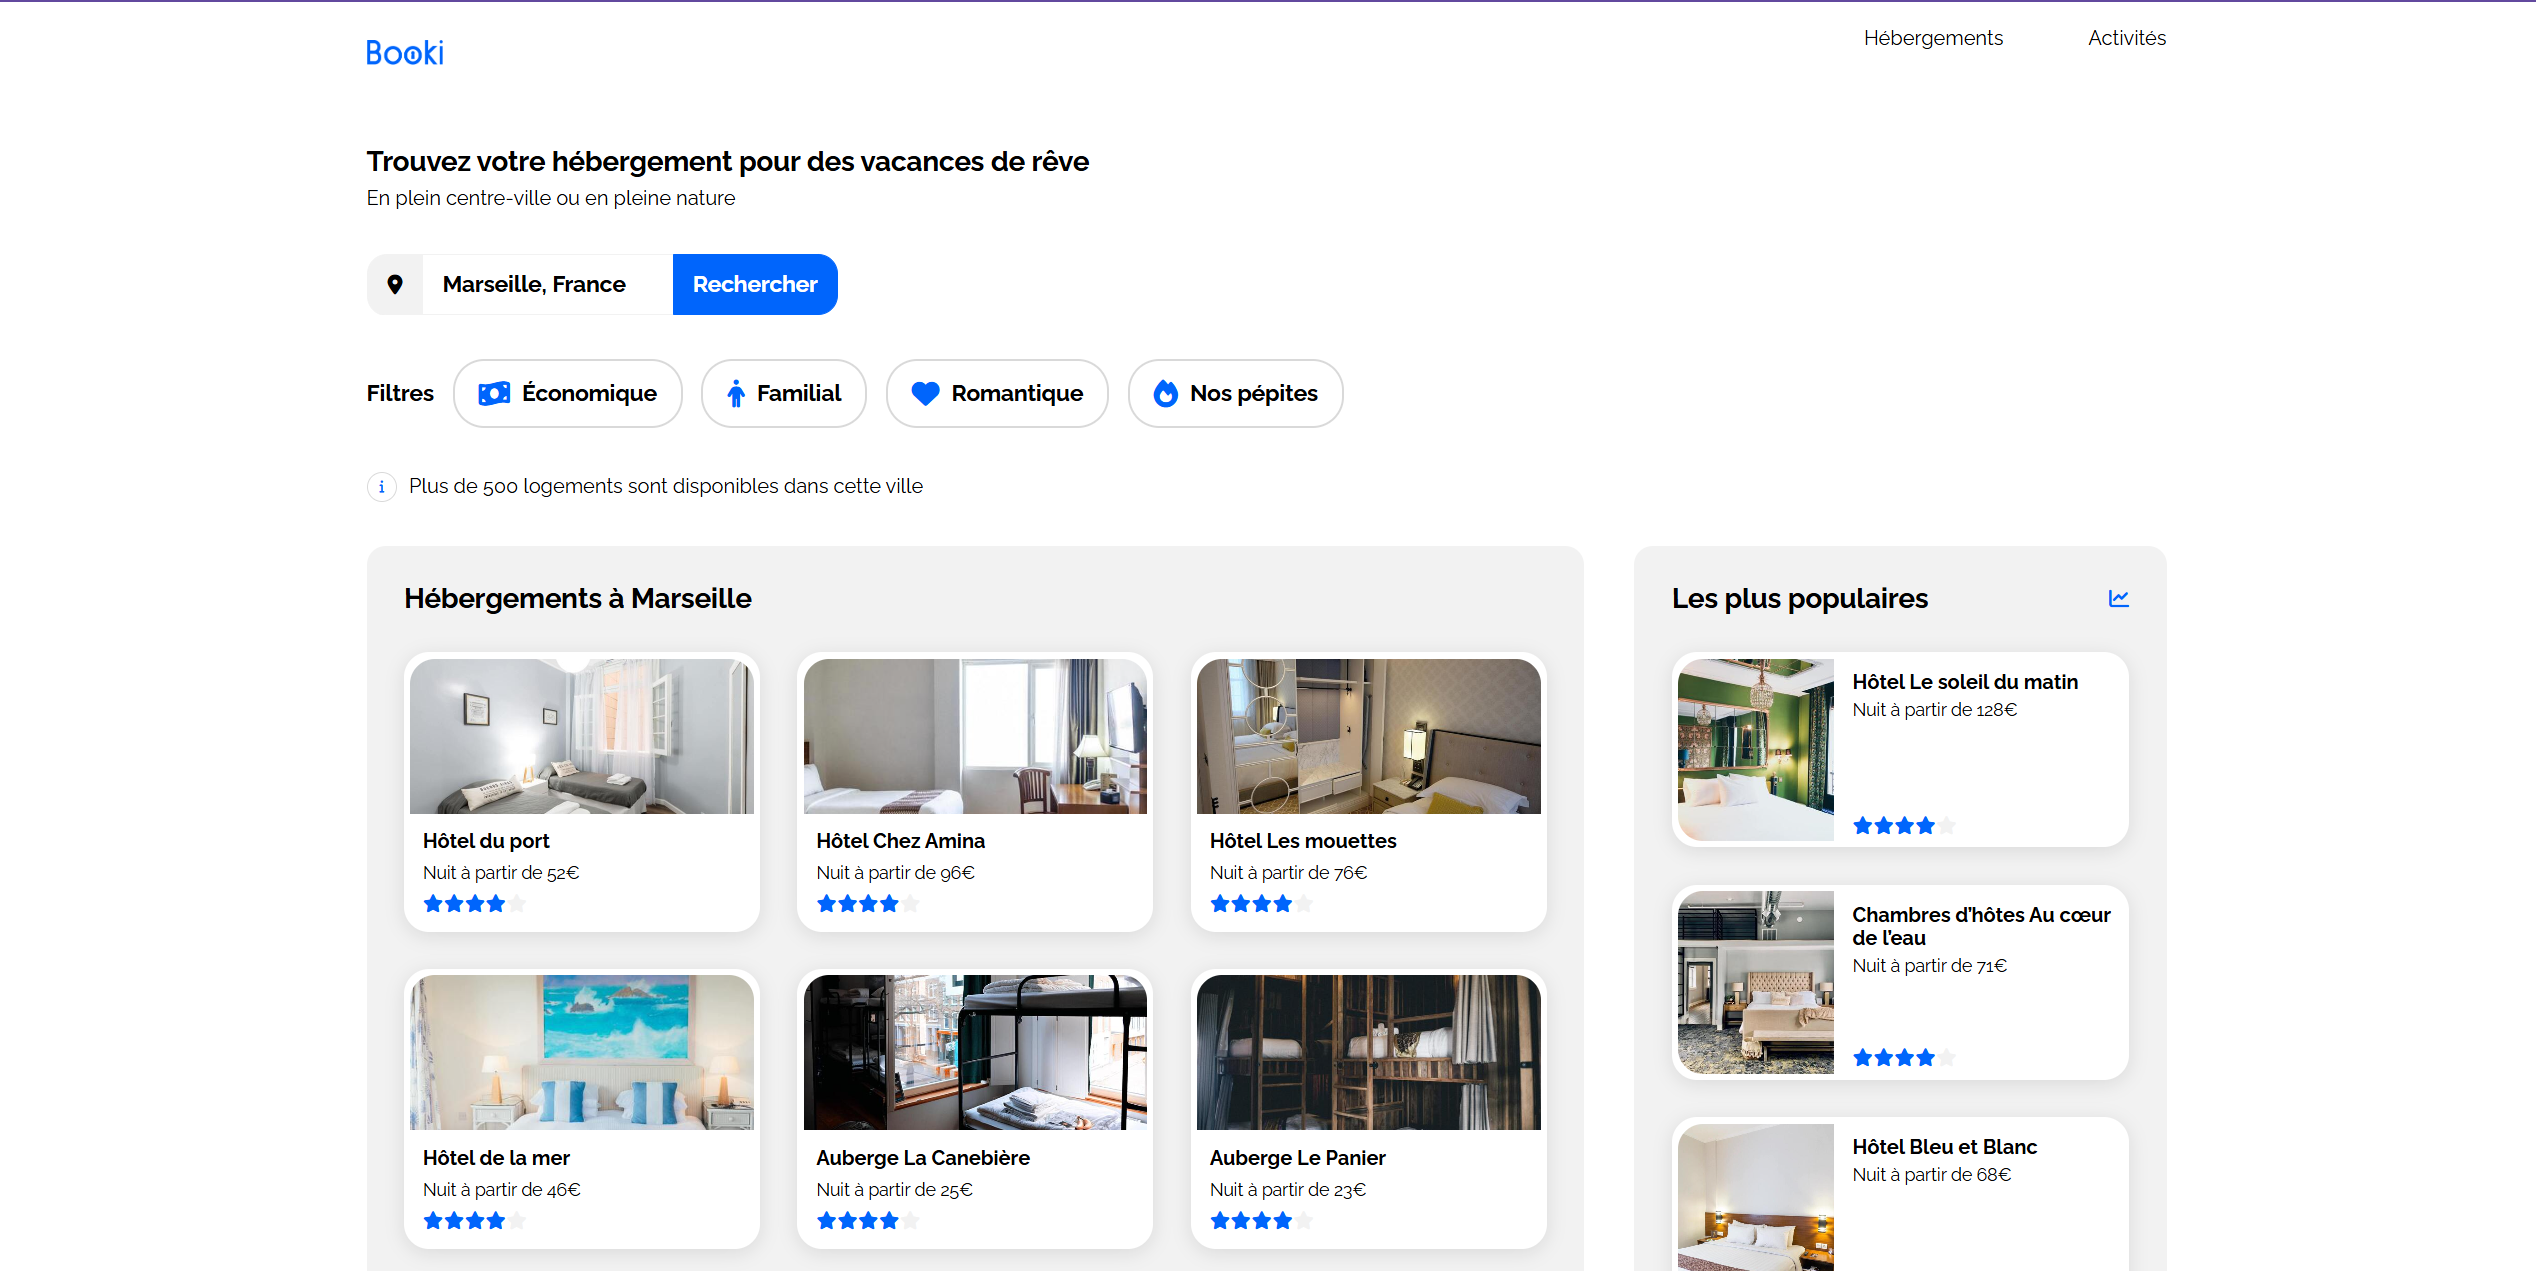 Booki
Hébergements
Activités
Trouvez votre hébergement pour des vacances de rêve
En plein centre-ville ou en pleine nature
Marseille, France
Rechercher
Filtres
Économique
Familial
Romantique
Nos pépites
Plus de 500 logements sont disponibles dans cette ville
Hébergements à Marseille
Hôtel du port
Nuit à partir de 52€
Hôtel Chez Amina
Nuit à partir de 96€
Hôtel Les mouettes
Nuit à partir de 76€
Hôtel de la mer
Nuit à partir de 46€
Auberge La Canebière
Nuit à partir de 25€
Auberge Le Panier
Nuit à partir de 23€
Les plus populaires
Hôtel Le soleil du matin
Nuit à partir de 128€
Chambres d’hôtes Au cœur
de l’eau
Nuit à partir de 71€
Hôtel Bleu et Blanc
Nuit à partir de 68€